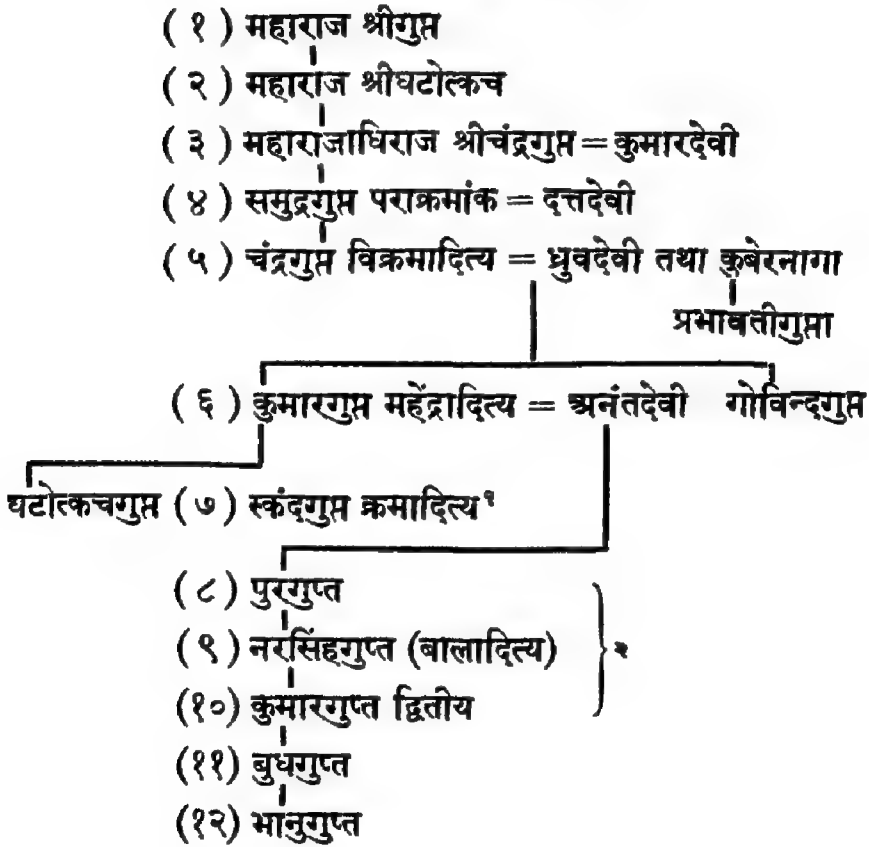 ( १ ) महाराज श्रीगुप्त
( २ ) महाराज श्रीघटोत्कच
( ३ ) महाराजाधिराज श्रीचंद्रगुप्त = कुमारदेवी
( ४ ) समुद्रगुप्त पराक्रमांक = दत्तदेवी
( ५ ) चंद्रगुप्त विक्रमादित्य = ध्रुवदेवी तथा कुबेरनागा
प्रभावतीगुप्ता
( ६ ) कुमारगुप्त महेंद्रादित्य = अनंतदेवी गोविन्दगुप्त
घटोत्कचगुप्त ( ७ ) स्कंदगुप्त क्रमादित्य१
( ८ ) पुरगुप्त
( ९ ) नरसिंहगुप्त (बालादित्य) } २
(१०) कुमारगुप्त द्वितीय
(११) बुधगुप्त
(१२) भानुगुप्त